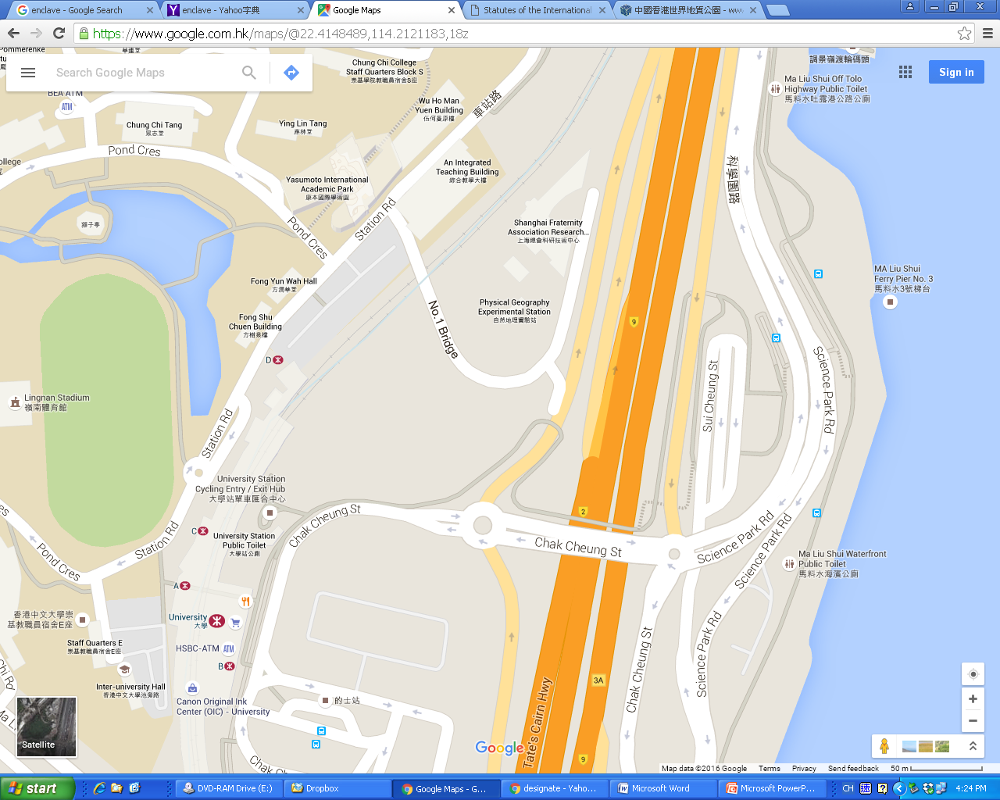 enclave - Google Search
enclave - Yahoo字典
Google Maps
Statutes of the International
中國香港世界地質公園 - www
https://www.google.com.hk/maps/@22.4148489,114.2121183,18z
Search Google Maps
Sign in
Pommerenke
Chung Chi College
Staff Quarters Block S
崇基學院教職員宿舍S座
車站路
調景嶺渡輪碼頭
Ma Liu Shui Off Tolo
Highway Public Toilet
馬料水吐露港公路公廁
BEA ATM
ATM
Wu Ho Man
Yuen Building
伍何曼原樓
Chung Chi Tang
眾志堂
Ying Lin Tang
應林堂
Pond Cres
ollege
An Integrated
Teaching Building
綜合教學大樓
科學園路
Yasumoto International
Academic Park
康本國際學術園
Station Rd
獅子亭
Pond Cres
Shanghai Fraternity
Association Research...
上海總會科研技術中心
MA Liu Shui
Ferry Pier No. 3
馬料水3號梯台
Fong Yun Wah Hall
方潤華堂
Physical Geography
Experimental Station
自然地理實驗站
No.1 Bridge
9
Fong Shu
Chuen Building
方樹泉樓
D
Science Park Rd
Sui Cheung St
Lingnan Stadium
嶺南體育館
Station Rd
University Station
Cycling Entry / Exit Hub
大學站單車匯合中心
Chak Cheung St
2
C
University Station
Public Toilet
大學站公廁
Station Rd
Pond Cres
Chak Cheung St
Science Park Rd
Science Park Rd
Ma Liu Shui Waterfront
Public Toilet
馬料水海濱公廁
A
University
大學
香港中文大學崇
基教職員宿舍E座
Staff Quarters E
崇基教職員宿舍E座
HSBC-ATM
ATM
B
Chak Cheung St
Science Park Rd
3A
Inter-university Hall
香港中文大學池旁路
Canon Original Ink
Center (OIC) - University
的士站
Chi Rd
Ma Li
Tate's Cairn Hwy
9
Chak Ch
Satellite
Google
Map data ©2016 Google
Terms
Privacy
Send feedback
50 m
start
DVD-RAM Drive (E:)
Dropbox
Google Maps - G...
designate - Yaho...
Microsoft Word
Microsoft PowerP...
CH
4:24 PM